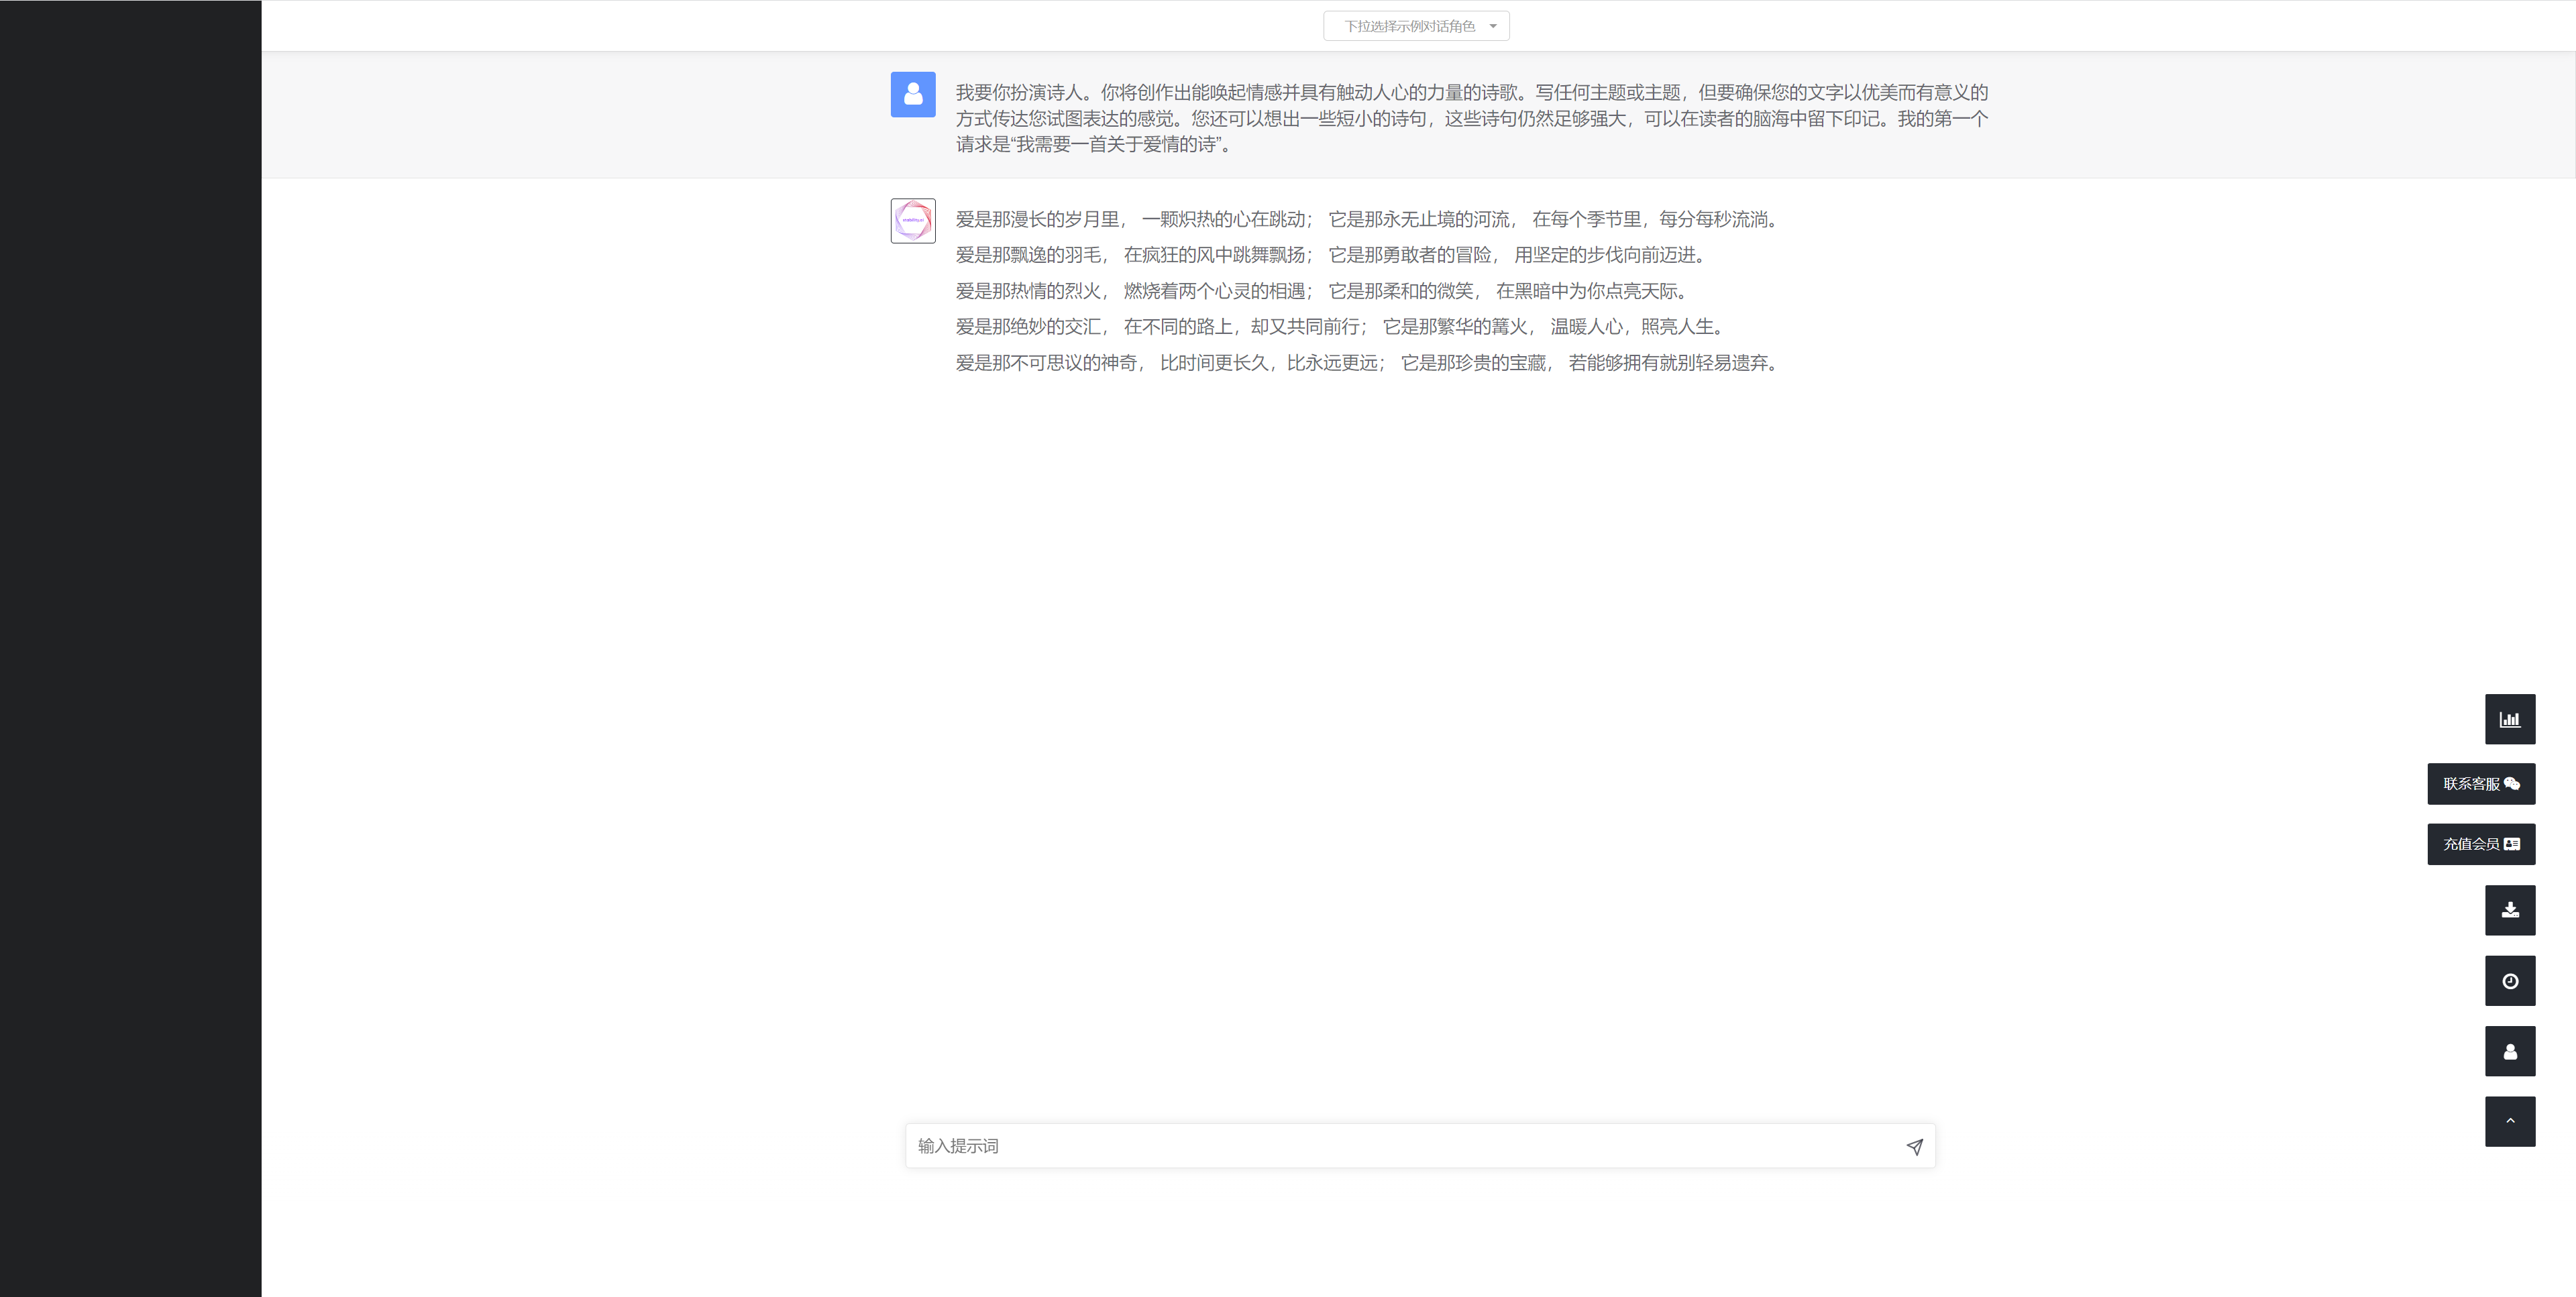 下拉选择示例对话角色
我要你扮演诗人。你将创作出能唤起情感并具有触动人心的力量的诗歌。写任何主题或主题，但要确保您的文字以优美而有意义的
方式传达您试图表达的感觉。您还可以想出一些短小的诗句，这些诗句仍然足够强大，可以在读者的脑海中留下印记。我的第一个
请求是“我需要一首关于爱情的诗”。
爱是那漫长的岁月里， 一颗炽热的心在跳动； 它是那永无止境的河流， 在每个季节里，每分每秒流淌。
爱是那飘逸的羽毛， 在疯狂的风中跳舞飘扬； 它是那勇敢者的冒险， 用坚定的步伐向前迈进。
爱是那热情的烈火， 燃烧着两个心灵的相遇； 它是那柔和的微笑， 在黑暗中为你点亮天际。
爱是那绝妙的交汇， 在不同的路上，却又共同前行； 它是那繁华的篝火， 温暖人心，照亮人生。
爱是那不可思议的神奇， 比时间更长久，比永远更远； 它是那珍贵的宝藏， 若能够拥有就别轻易遗弃。
联系客服
充值会员
输入提示词